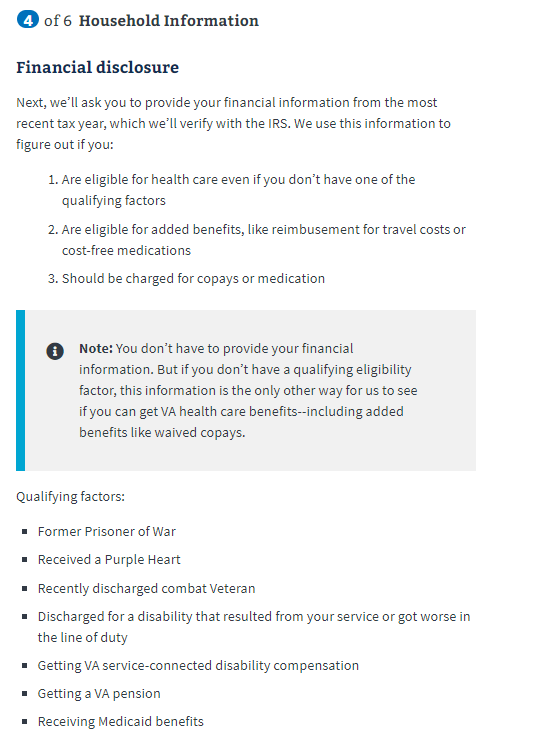 4 of 6 Household Information
Financial disclosure
Next, we'll ask you to provide your financial information from the most
recent tax year, which we'll verify with the IRS. We use this information to
figure out if you:
1. Are eligible for health care even if you don't have one of the
qualifying factors
2. Are eligible for added benefits, like reimbusement for travel costs or
cost-free medications
3. Should be charged for copays or medication
Note: You don't have to provide your financial
information. But if you don't have a qualifying eligibility
factor, this information is the only other way for us to see
if you can get VA health care benefits--including added
benefits like waived copays.
Qualifying factors:
▪ Former Prisoner of War
▪ Received a Purple Heart
▪ Recently discharged combat Veteran
▪ Discharged for a disability that resulted from your service or got worse in
the line of duty
▪ Getting VA service-connected disability compensation
▪ Getting a VA pension
▪ Receiving Medicaid benefits